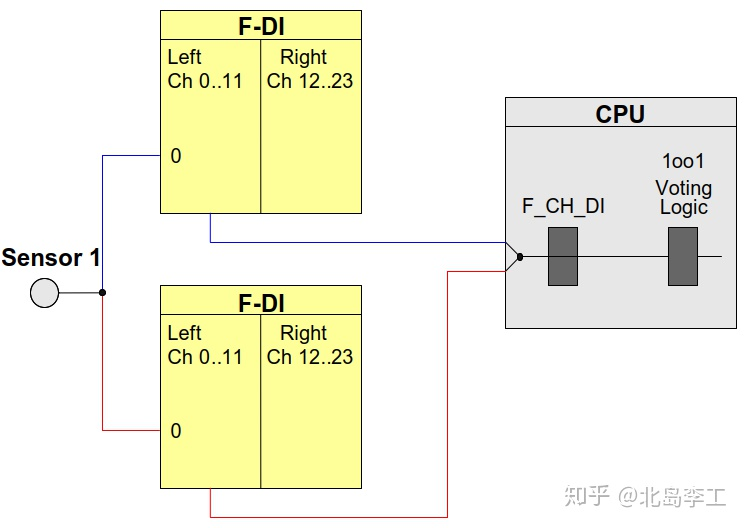 F-DI
Left Right
Ch 0..11 Ch 12..23
0
CPU
1oo1
Voting
Logic
F_CH_DI
Sensor 1
F-DI
Left Right
Ch 0..11 Ch 12..23
0
知乎 @北岛李工